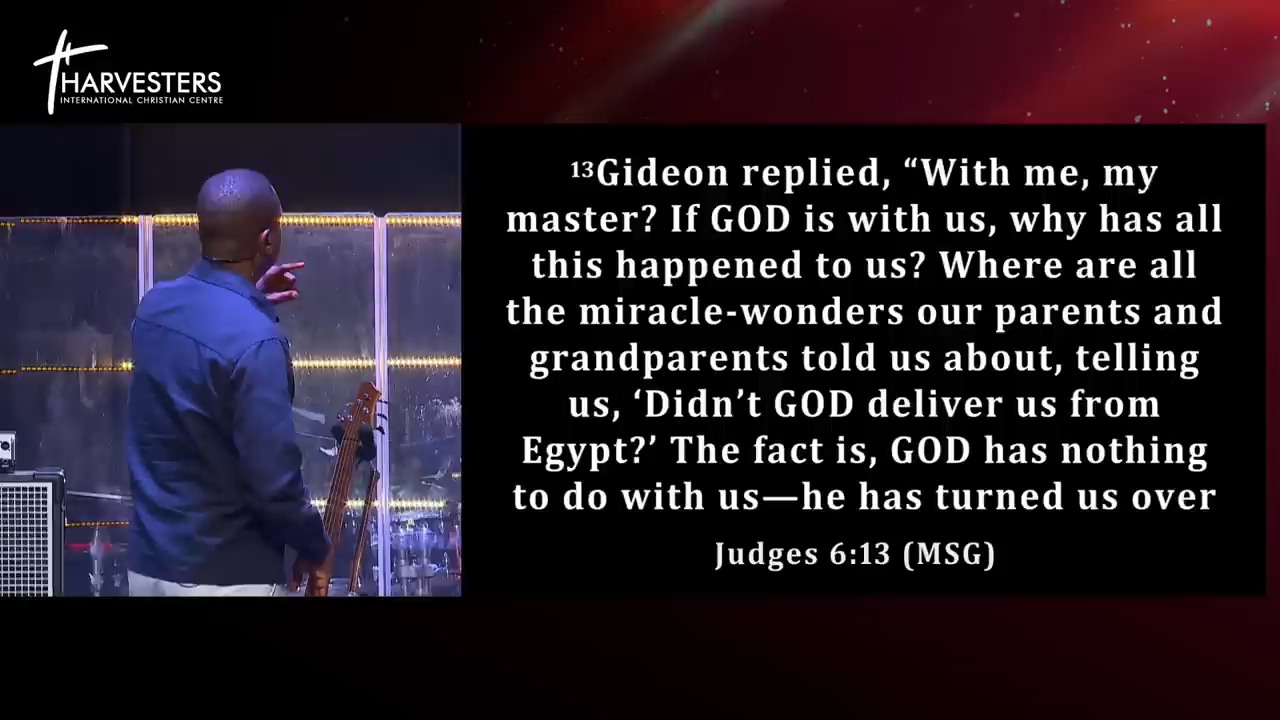 HARVESTERS
INTERNATIONAL CHRISTIAN CENTRE
¹³Gideon replied, “With me, my
master? If GOD is with us, why has all
this happened to us? Where are all
the miracle-wonders our parents and
grandparents told us about, telling
us, ‘Didn’t GOD deliver us from
Egypt?’ The fact is, GOD has nothing
to do with us—he has turned us over
Judges 6:13 (MSG)